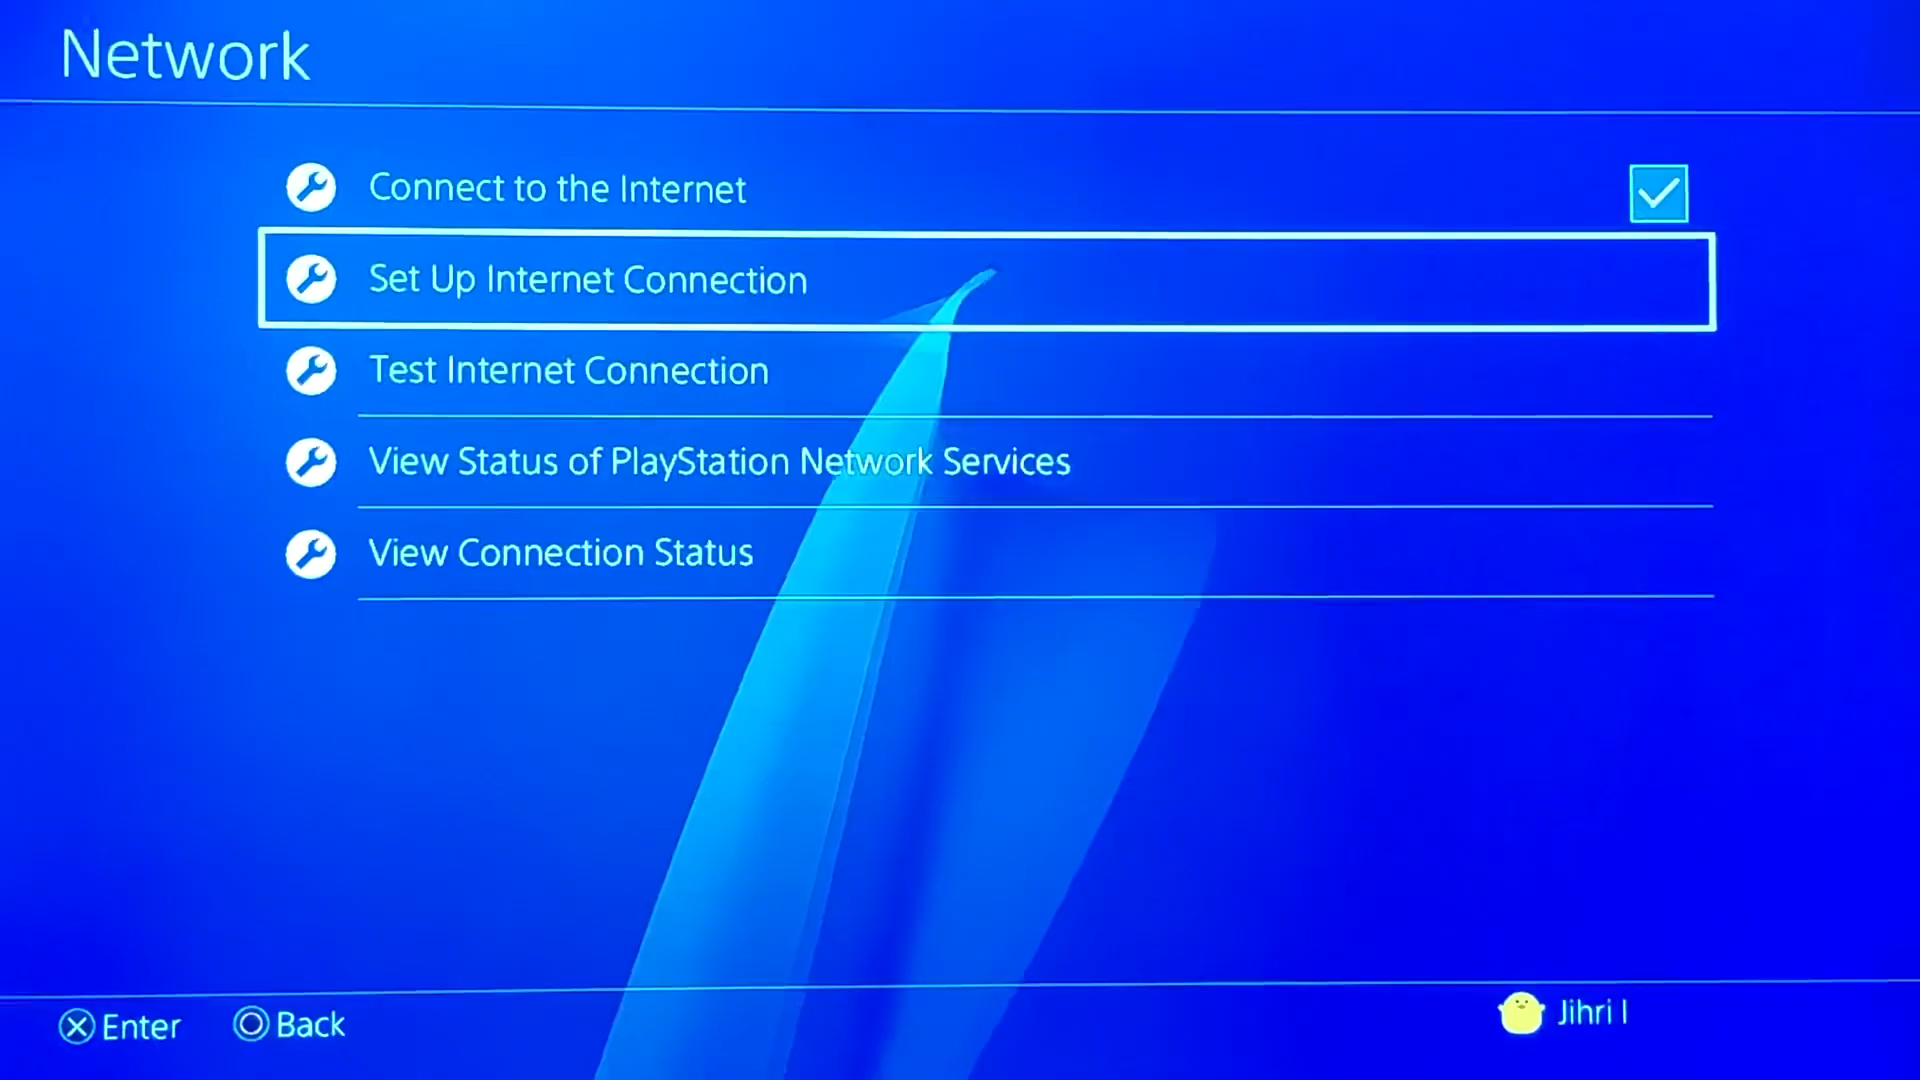 Network
Connect to the Internet
Set Up Internet Connection
Test Internet Connection
View Status of PlayStation Network Services
View Connection Status
Enter
Back
Jihri I